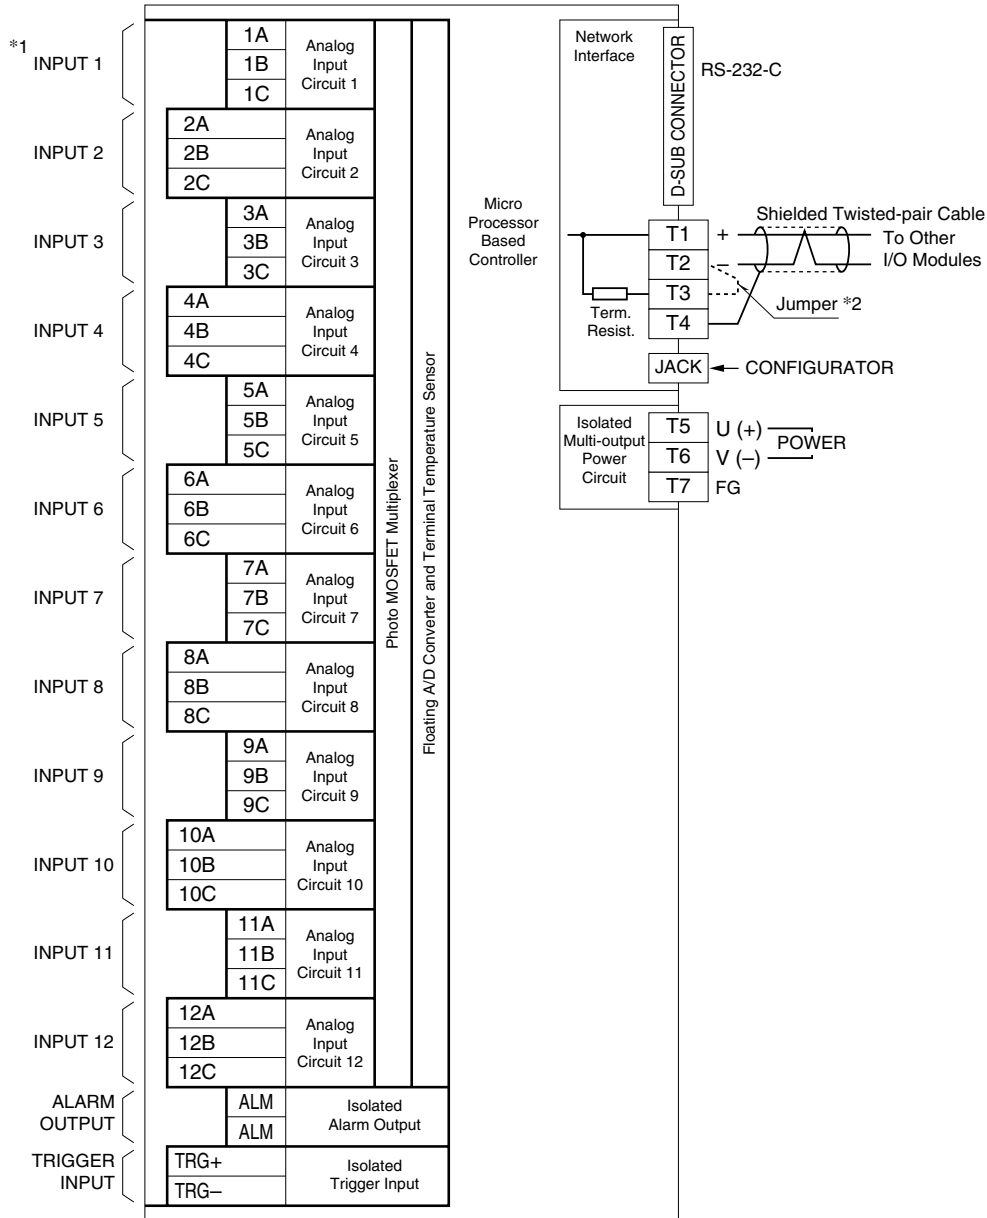 *1
INPUT 1
1A
1B
1C
Analog
Input
Circuit 1
INPUT 2
2A
2B
2C
Analog
Input
Circuit 2
INPUT 3
3A
3B
3C
Analog
Input
Circuit 3
INPUT 4
4A
4B
4C
Analog
Input
Circuit 4
INPUT 5
5A
5B
5C
Analog
Input
Circuit 5
INPUT 6
6A
6B
6C
Analog
Input
Circuit 6
INPUT 7
7A
7B
7C
Analog
Input
Circuit 7
INPUT 8
8A
8B
8C
Analog
Input
Circuit 8
INPUT 9
9A
9B
9C
Analog
Input
Circuit 9
INPUT 10
10A
10B
10C
Analog
Input
Circuit 10
INPUT 11
11A
11B
11C
Analog
Input
Circuit 11
INPUT 12
12A
12B
12C
Analog
Input
Circuit 12
ALARM
OUTPUT
ALM
ALM
Isolated
Alarm Output
TRIGGER
INPUT
TRG+
TRG–
Isolated
Trigger Input
Photo MOSFET Multiplexer
Floating A/D Converter and Terminal Temperature Sensor
Micro
Processor
Based
Controller
Network
Interface
D-SUB CONNECTOR
RS-232-C
T1
T2
T3
T4
+
–
Shielded Twisted-pair Cable
To Other
I/O Modules
Term.
Resist.
Jumper *2
JACK
CONFIGURATOR
Isolated
Multi-output
Power
Circuit
T5
T6
T7
U (+)
V (–)
FG
POWER